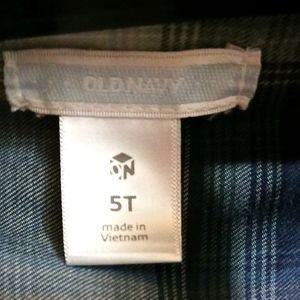 OLD NAVY
ON
5T
made in
Vietnam